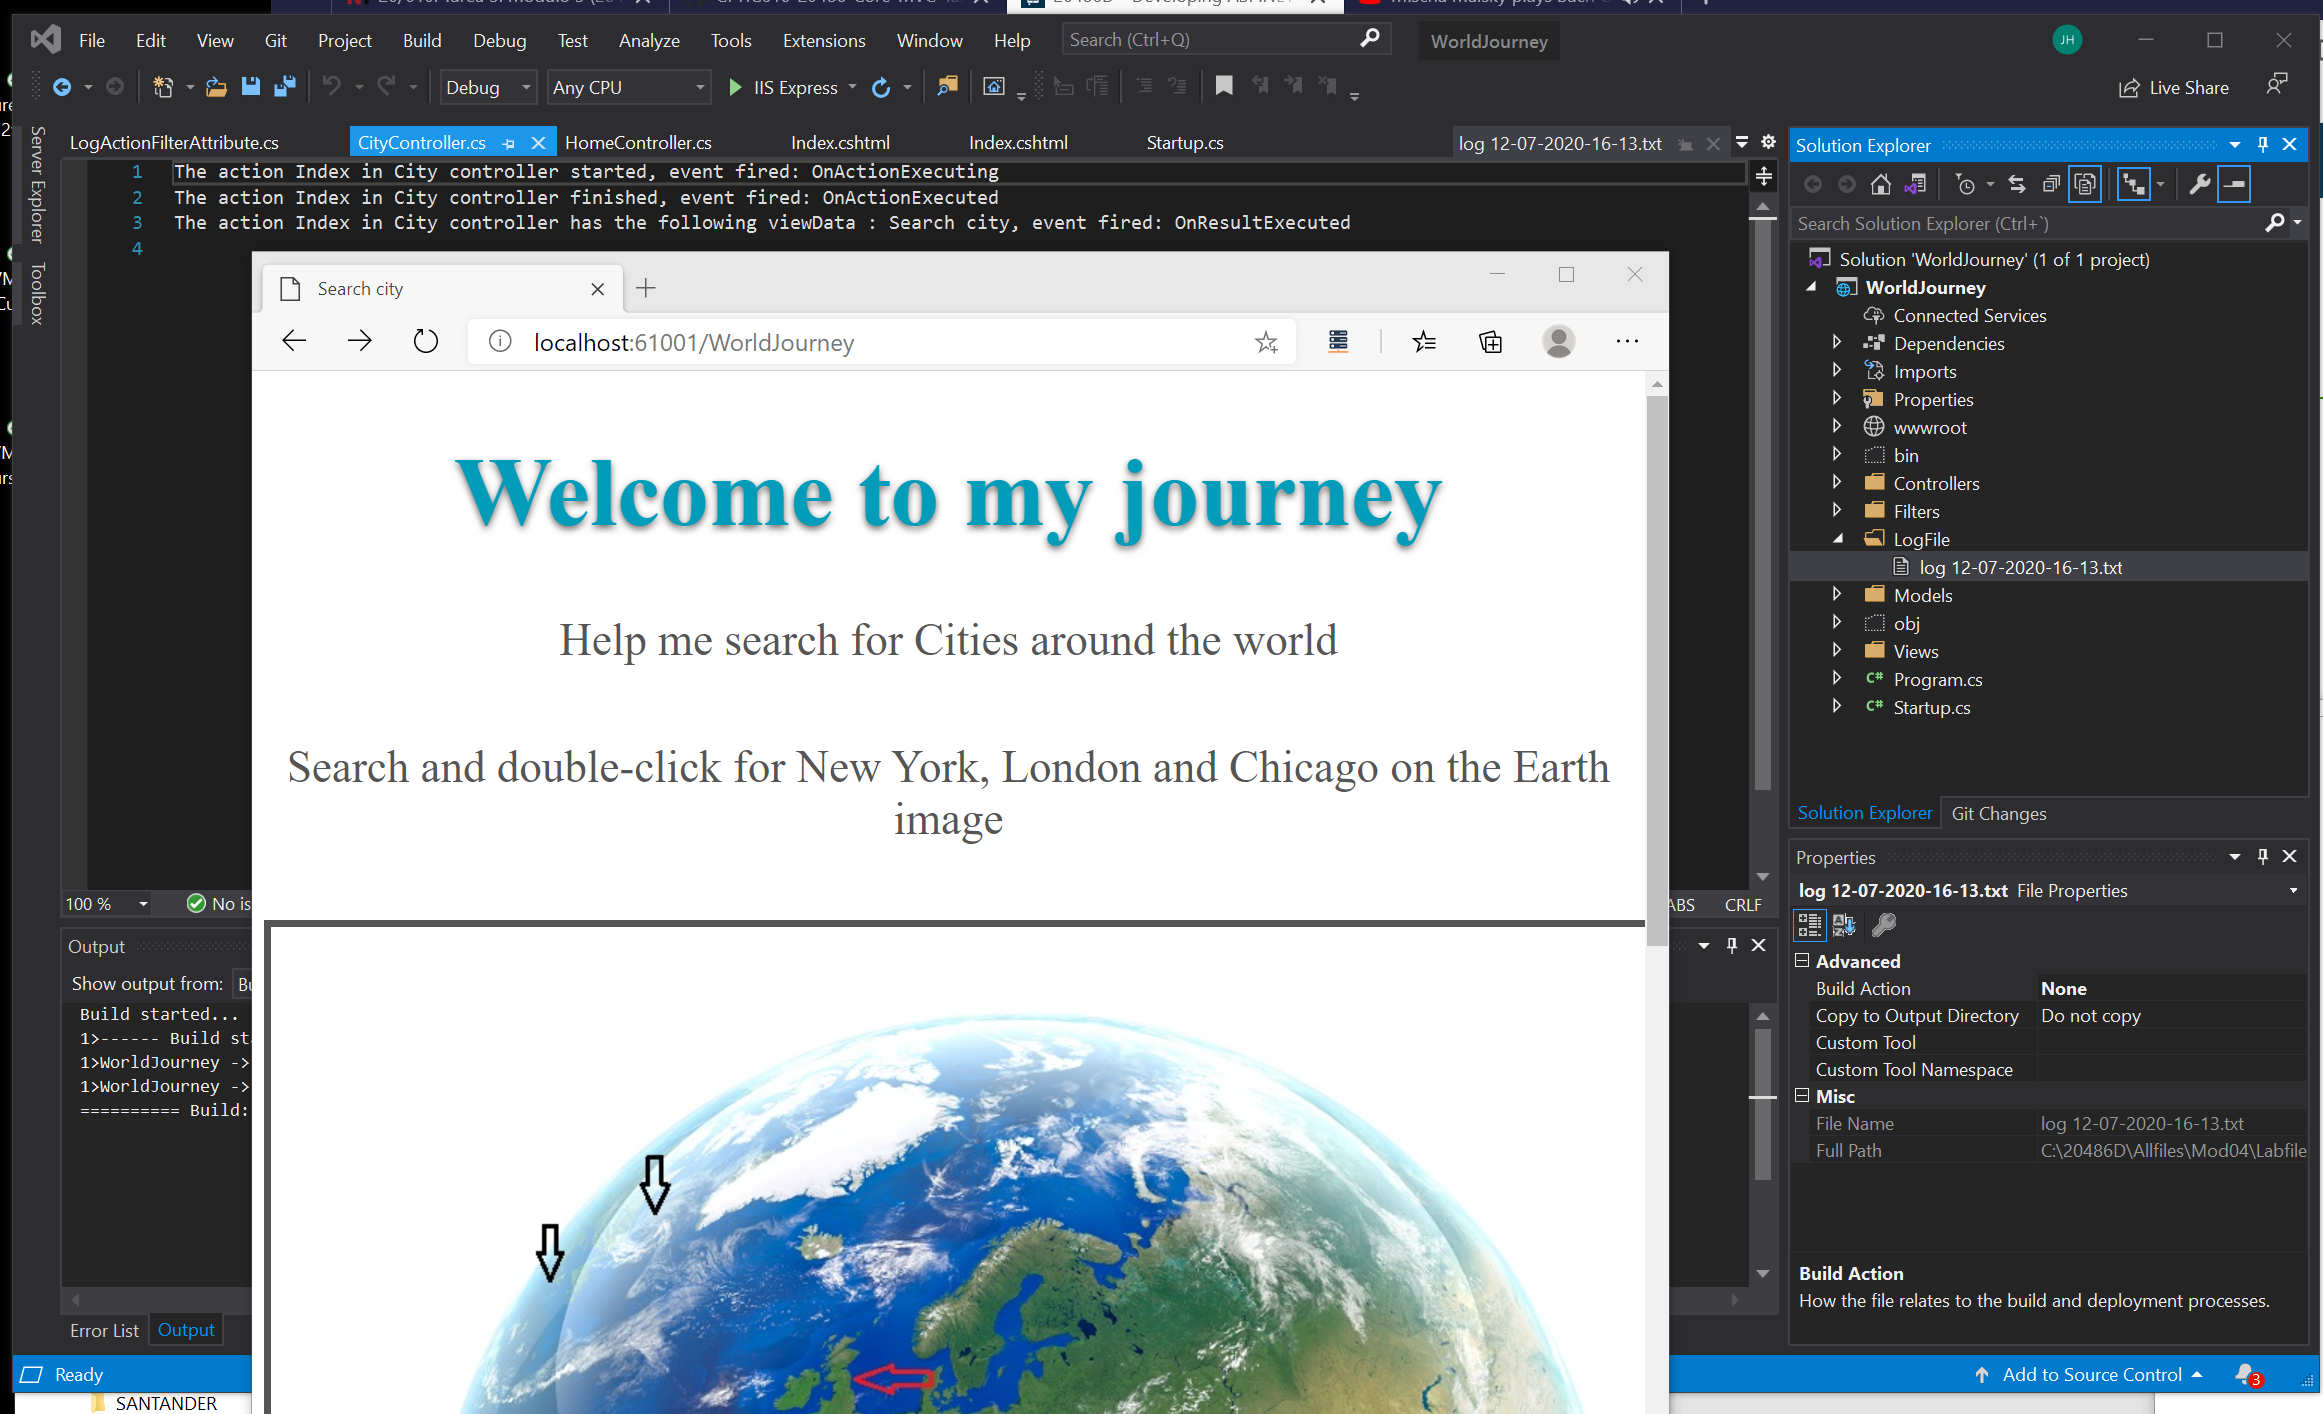 File Edit View Git Project Build Debug Test Analyze Tools Extensions Window Help Search (Ctrl+Q) WorldJourney JH
Debug Any CPU IIS Express Live Share
Server Explorer
Toolbox
LogActionFilterAttribute.cs CityController.cs HomeController.cs Index.cshtml Index.cshtml Startup.cs log 12-07-2020-16-13.txt
1 The action Index in City controller started, event fired: OnActionExecuting
2 The action Index in City controller finished, event fired: OnActionExecuted
3 The action Index in City controller has the following viewData : Search city, event fired: OnResultExecuted
4
Search city
localhost:61001/WorldJourney
Welcome to my journey
Help me search for Cities around the world
Search and double-click for New York, London and Chicago on the Earth
image
100 % No is
ABS CRLF
Output
Show output from: Bu
Build started...
1>------ Build st
1>WorldJourney ->
1>WorldJourney ->
========== Build:
Error List Output
Ready
Solution Explorer
Search Solution Explorer (Ctrl+`)
Solution 'WorldJourney' (1 of 1 project)
WorldJourney
Connected Services
Dependencies
Imports
Properties
wwwroot
bin
Controllers
Filters
LogFile
log 12-07-2020-16-13.txt
Models
obj
Views
C# Program.cs
C# Startup.cs
Solution Explorer Git Changes
Properties
log 12-07-2020-16-13.txt File Properties
Advanced
Build Action None
Copy to Output Directory Do not copy
Custom Tool
Custom Tool Namespace
Misc
File Name log 12-07-2020-16-13.txt
Full Path C:\20486D\Allfiles\Mod04\Labfile
Build Action
How the file relates to the build and deployment processes.
Add to Source Control 3
SANTANDER